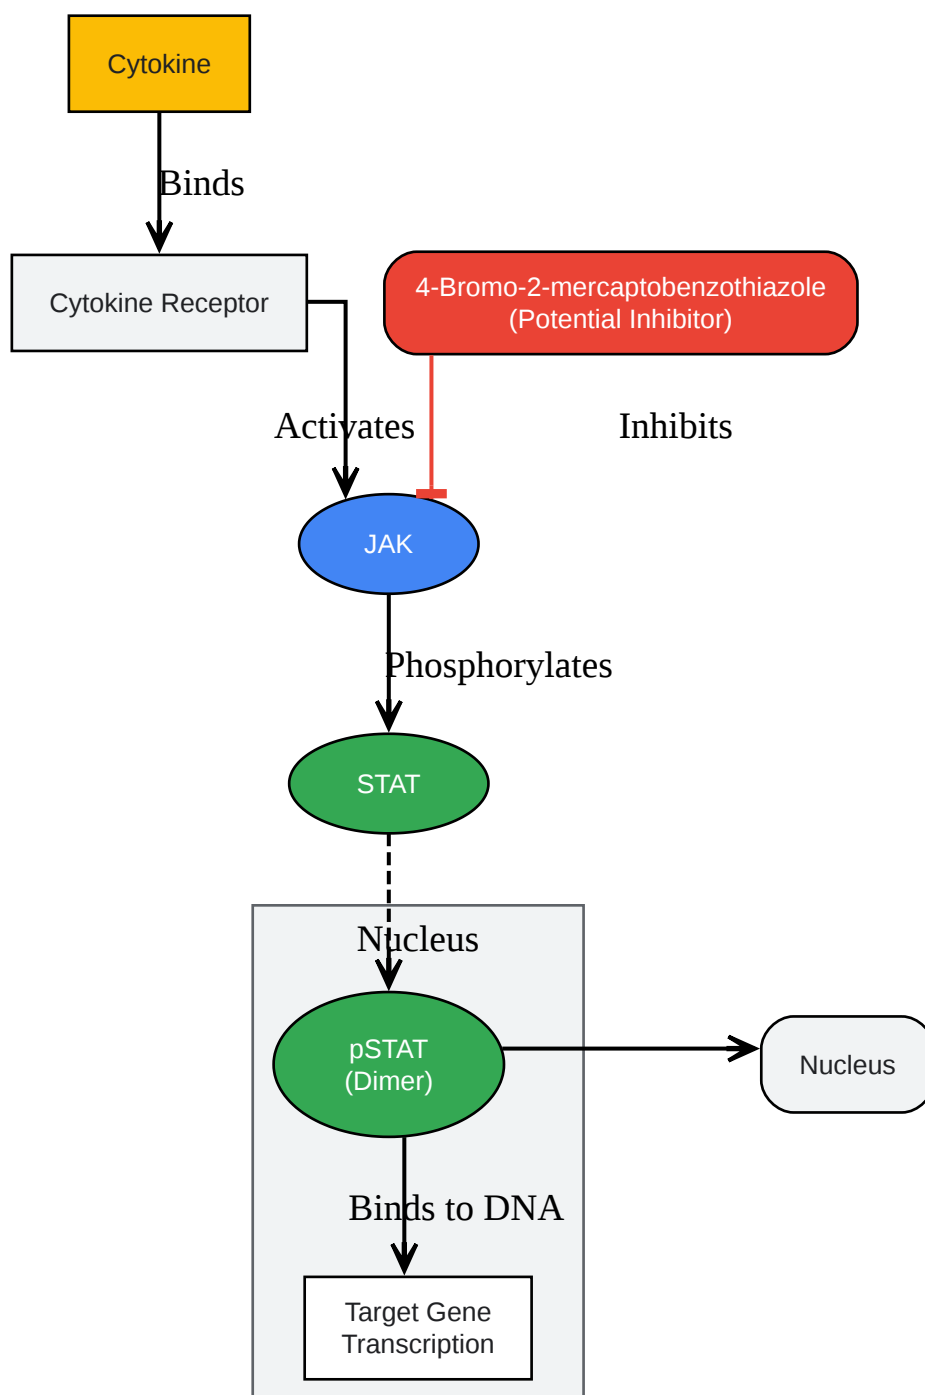 Cytokine
Binds
Cytokine Receptor
4-Bromo-2-mercaptobenzothiazole
(Potential Inhibitor)
Activates
Inhibits
JAK
Phosphorylates
STAT
Nucleus
pSTAT
(Dimer)
Nucleus
Binds to DNA
Target Gene
Transcription